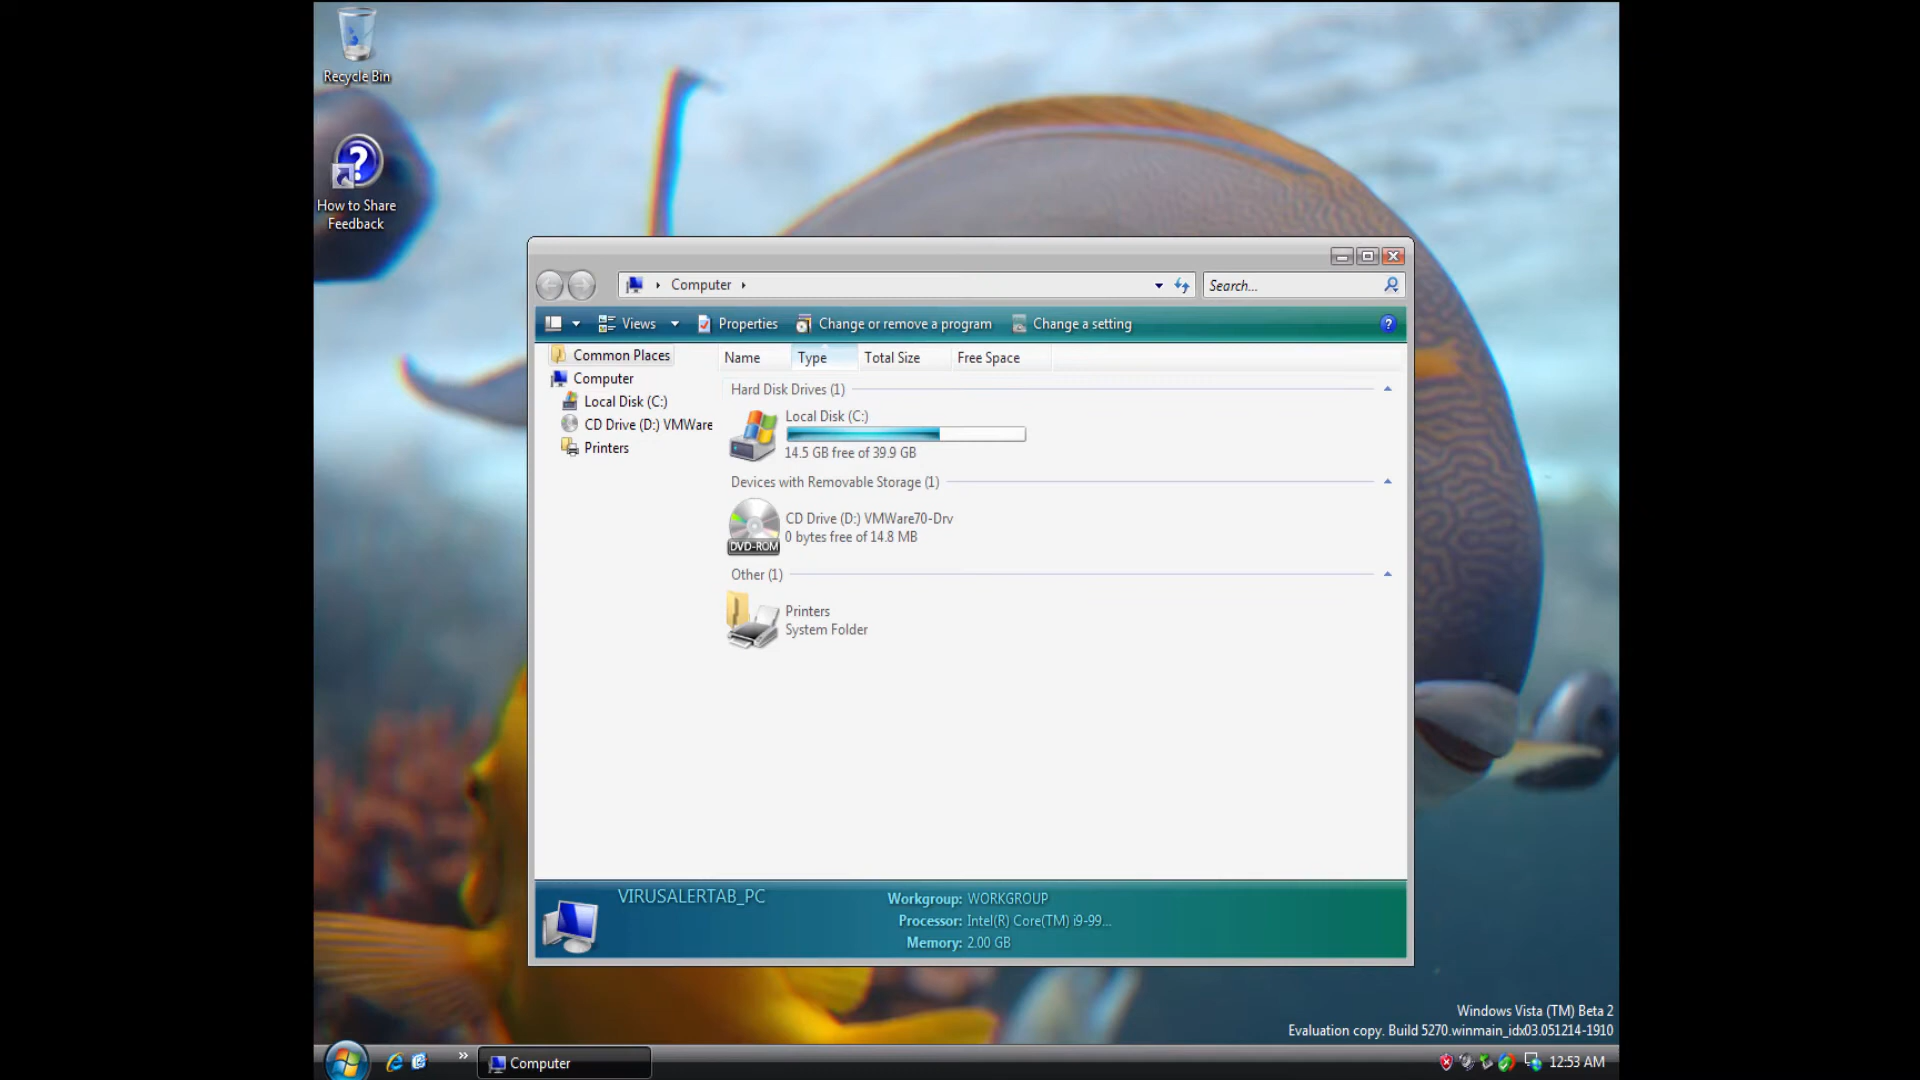 Recycle Bin
How to Share
Feedback
Computer
Search...
Views
Properties
Change or remove a program
Change a setting
Common Places
Computer
Local Disk (C:)
CD Drive (D:) VMWare
Printers
Name
Type
Total Size
Free Space
Hard Disk Drives (1)
Local Disk (C:)
14.5 GB free of 39.9 GB
Devices with Removable Storage (1)
DVD-ROM
CD Drive (D:) VMWare70-Drv
0 bytes free of 14.8 MB
Other (1)
Printers
System Folder
VIRUSALERTAB_PC
Workgroup: WORKGROUP
Processor: Intel(R) Core(TM) i9-99...
Memory: 2.00 GB
Windows Vista (TM) Beta 2
Evaluation copy. Build 5270.winmain_idx03.051214-1910
Computer
12:53 AM